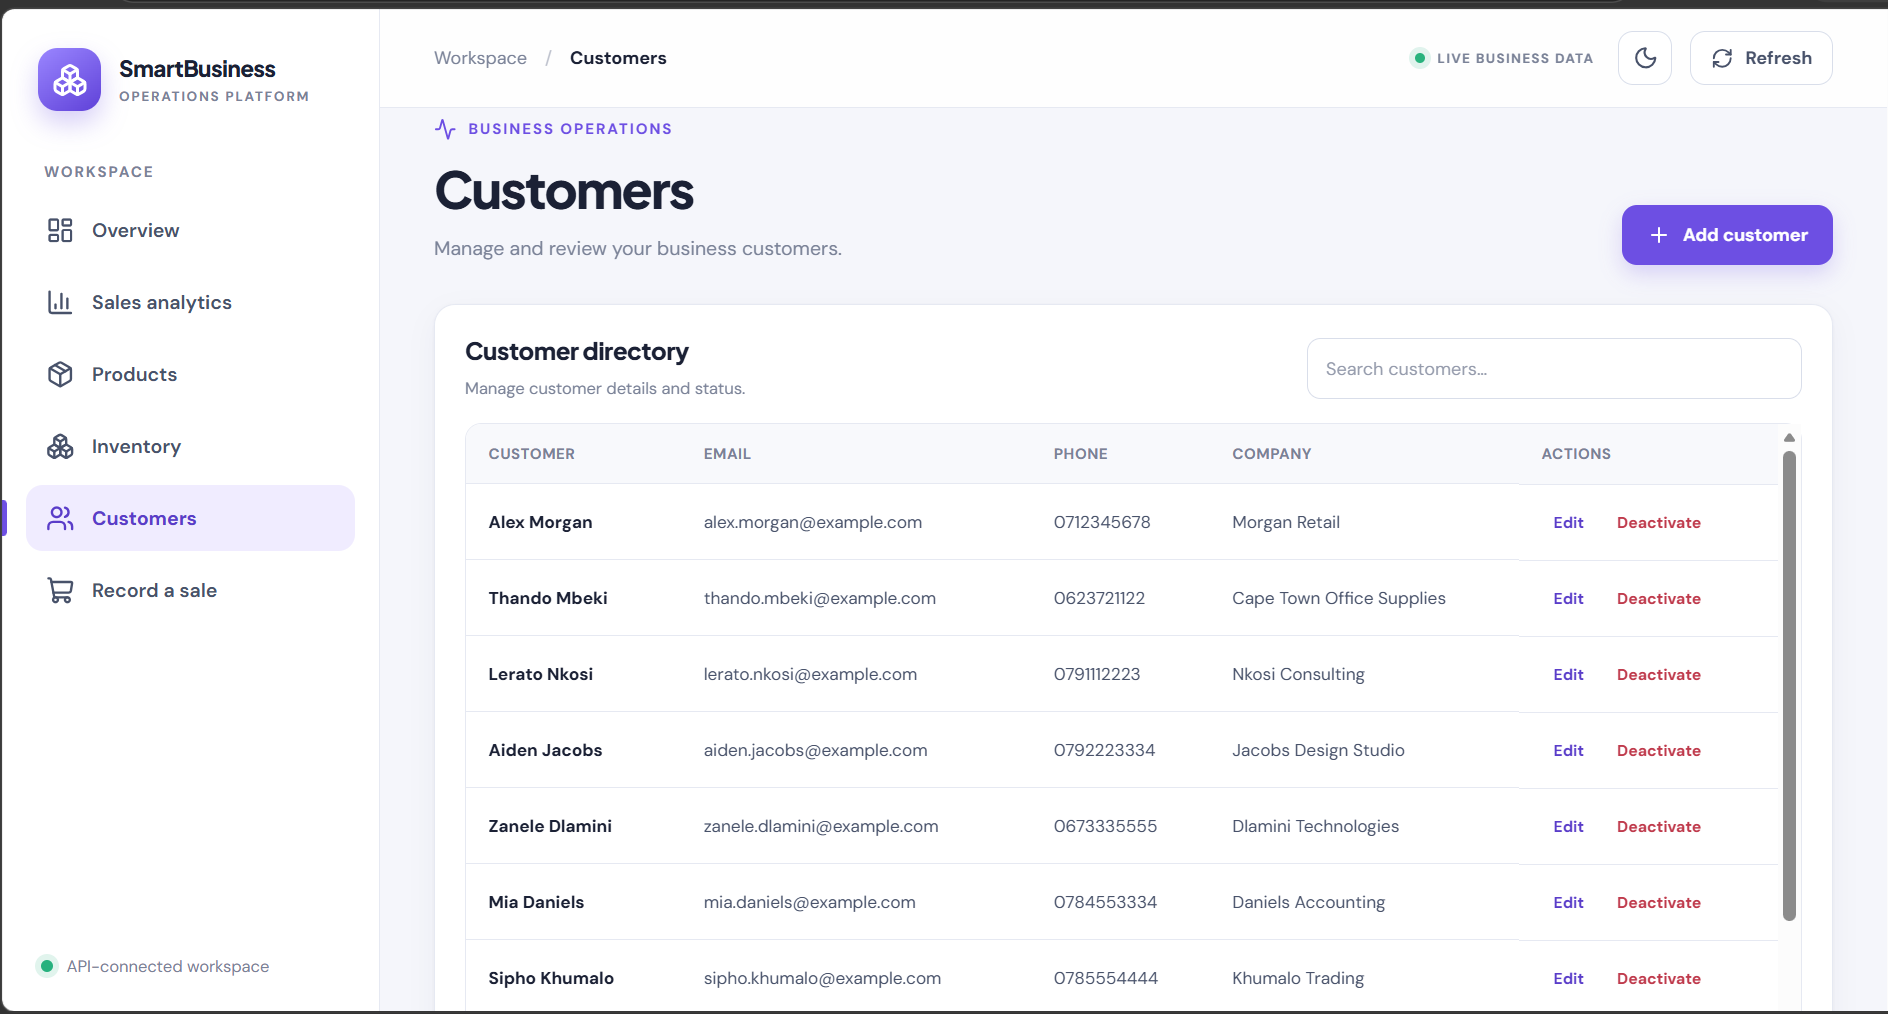 SmartBusiness
OPERATIONS PLATFORM
WORKSPACE
Overview
Sales analytics
Products
Inventory
Customers
Record a sale
API-connected workspace
Workspace / Customers
LIVE BUSINESS DATA
Refresh
BUSINESS OPERATIONS
Customers
Manage and review your business customers.
+ Add customer
Customer directory
Manage customer details and status.
Search customers...
CUSTOMER EMAIL PHONE COMPANY ACTIONS
Alex Morgan alex.morgan@example.com 0712345678 Morgan Retail Edit Deactivate
Thando Mbeki thando.mbeki@example.com 0623721122 Cape Town Office Supplies Edit Deactivate
Lerato Nkosi lerato.nkosi@example.com 0791112223 Nkosi Consulting Edit Deactivate
Aiden Jacobs aiden.jacobs@example.com 0792223334 Jacobs Design Studio Edit Deactivate
Zanele Dlamini zanele.dlamini@example.com 0673335555 Dlamini Technologies Edit Deactivate
Mia Daniels mia.daniels@example.com 0784553334 Daniels Accounting Edit Deactivate
Sipho Khumalo sipho.khumalo@example.com 0785554444 Khumalo Trading Edit Deactivate